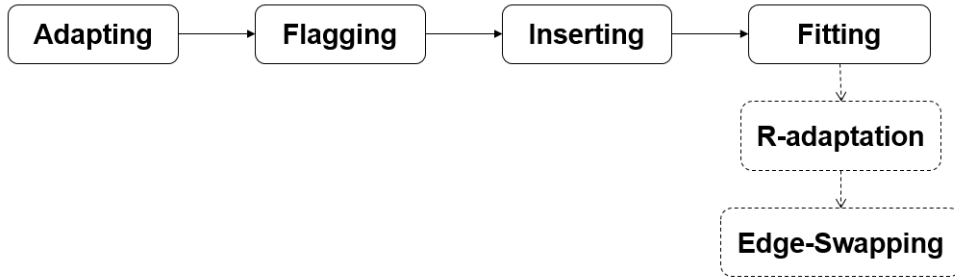 Adapting
Flagging
Inserting
Fitting
R-adaptation
Edge-Swapping